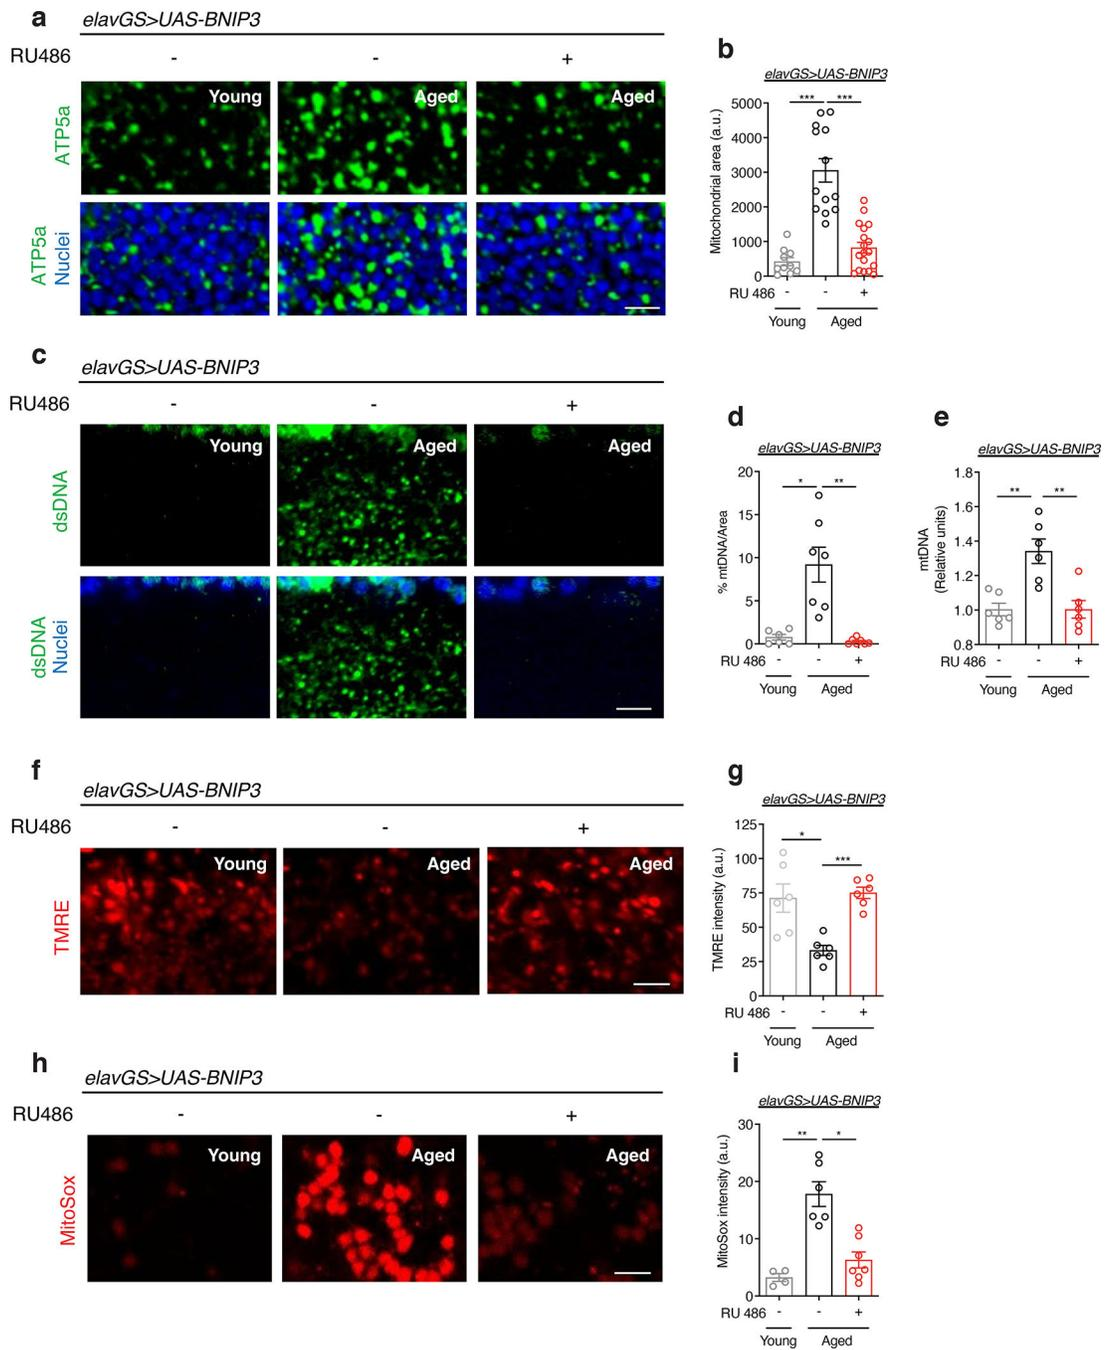 a
elavGS>UAS-BNIP3
RU486 - - +
ATP5a
Young Aged Aged
ATP5a
Nuclei
b
elavGS>UAS-BNIP3
*** ***
Mitochondrial area (a.u.)
5000
4000
3000
2000
1000
0
RU 486 - - +
Young Aged
c
elavGS>UAS-BNIP3
RU486 - - +
dsDNA
Young Aged Aged
dsDNA
Nuclei
d
elavGS>UAS-BNIP3
* **
% mtDNA/Area
20
15
10
5
0
RU 486 - - +
Young Aged
e
elavGS>UAS-BNIP3
** **
mtDNA
(Relative units)
1.8
1.6
1.4
1.2
1.0
0.8
RU 486 - - +
Young Aged
f
elavGS>UAS-BNIP3
RU486 - - +
TMRE
Young Aged Aged
g
elavGS>UAS-BNIP3
* ***
TMRE intensity (a.u.)
125
100
75
50
25
0
RU 486 - - +
Young Aged
h
elavGS>UAS-BNIP3
RU486 - - +
MitoSox
Young Aged Aged
i
elavGS>UAS-BNIP3
** *
MitoSox intensity (a.u.)
30
20
10
0
RU 486 - - +
Young Aged